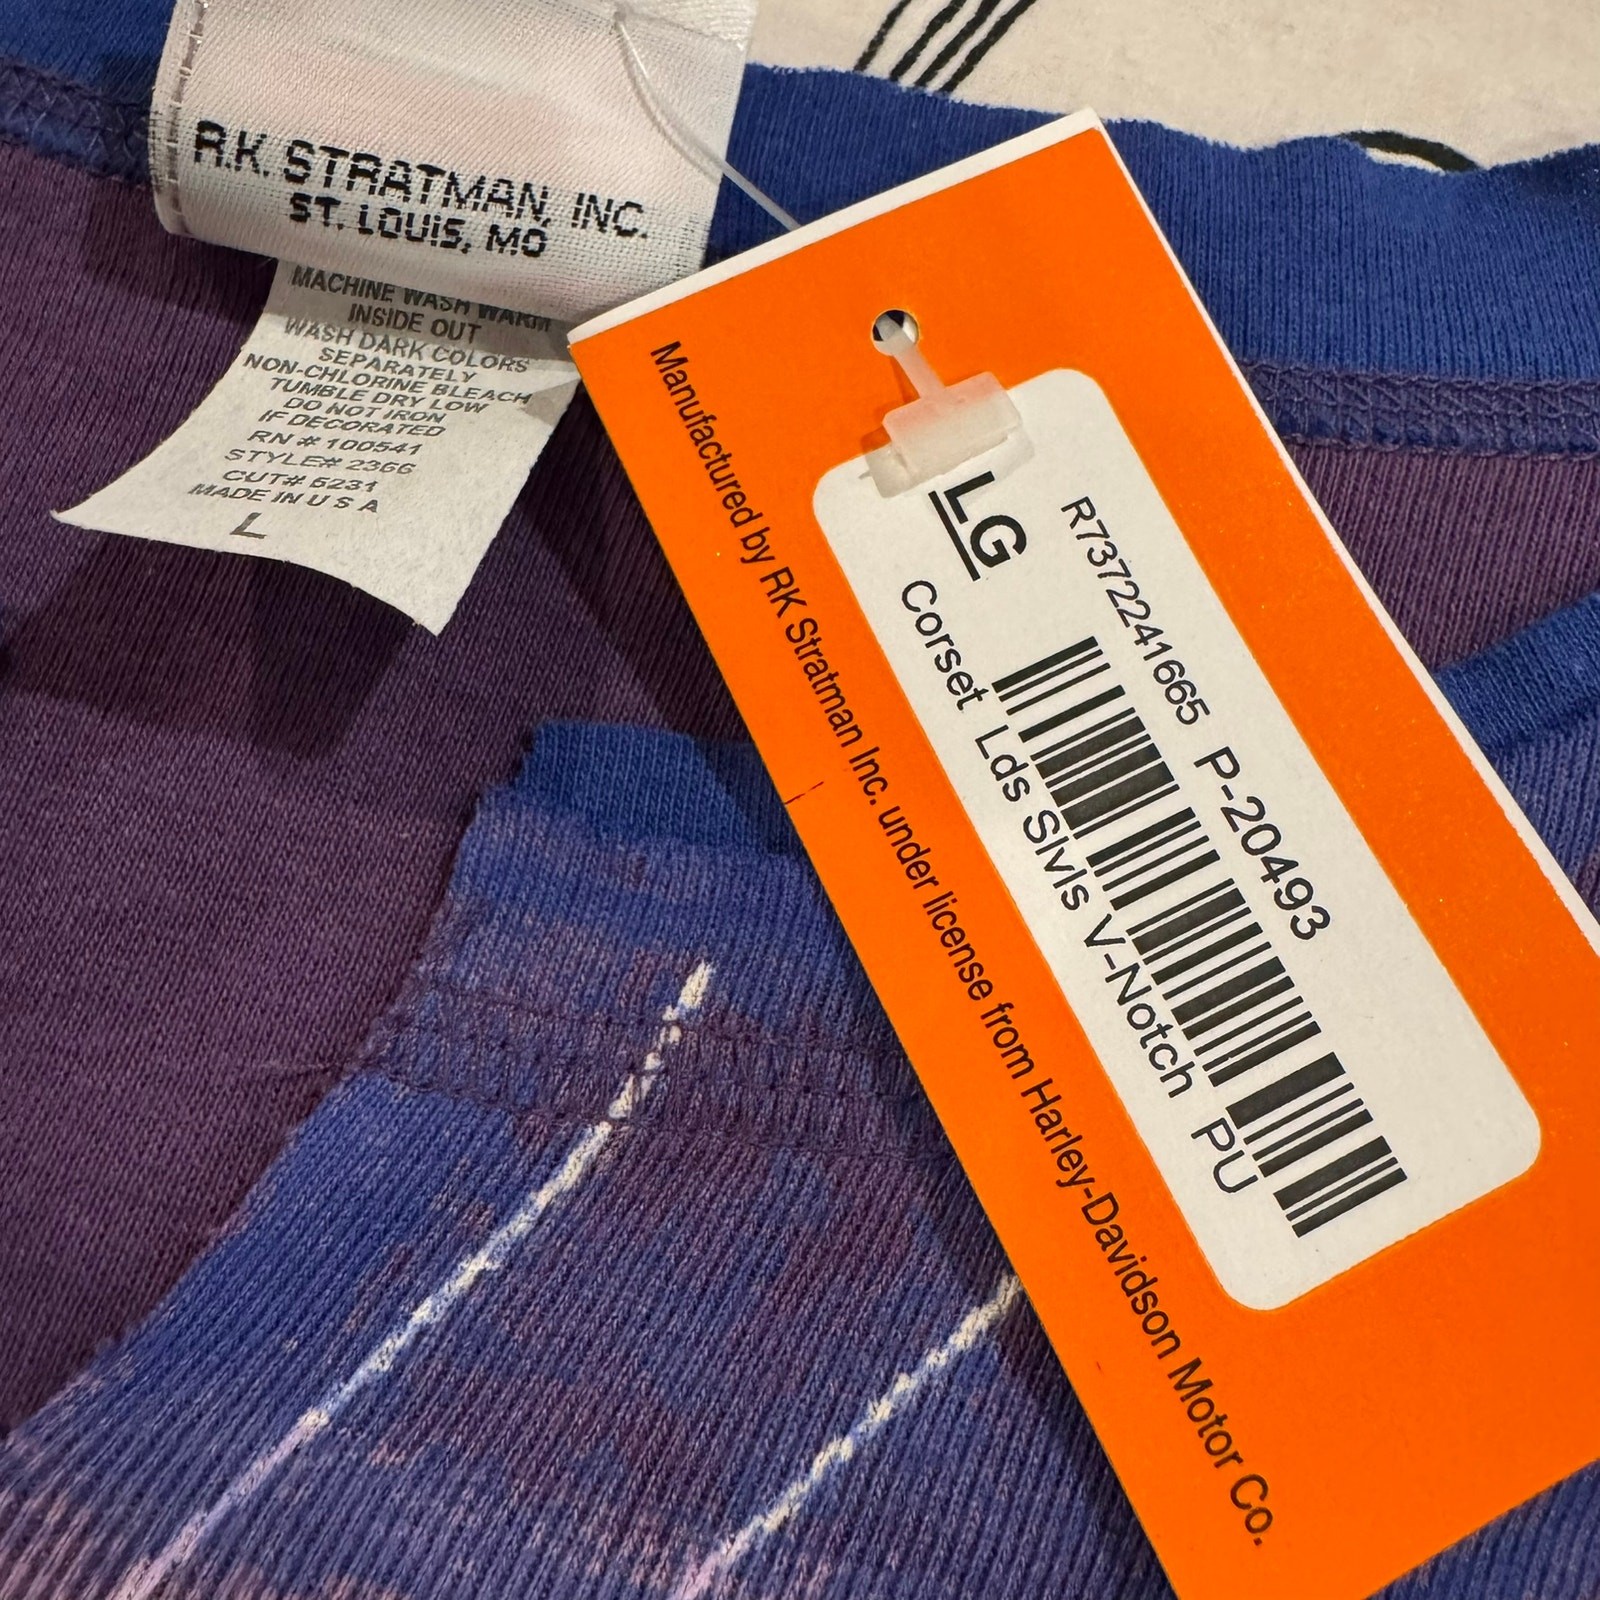 R.K. STRATMAN, INC.
ST. LOUIS, MO
MACHINE WASH WARM
INSIDE OUT
WASH DARK COLORS
SEPARATELY
NON-CHLORINE BLEACH
TUMBLE DRY LOW
DO NOT IRON
IF DECORATED
RN # 100541
STYLE# 2366
CUT# 5231
MADE IN U S A
L
R7372241665 P-20493
LG
Corset Lds Slvls V-Notch PU
Manufactured by RK Stratman Inc. under license from Harley-Davidson Motor Co.